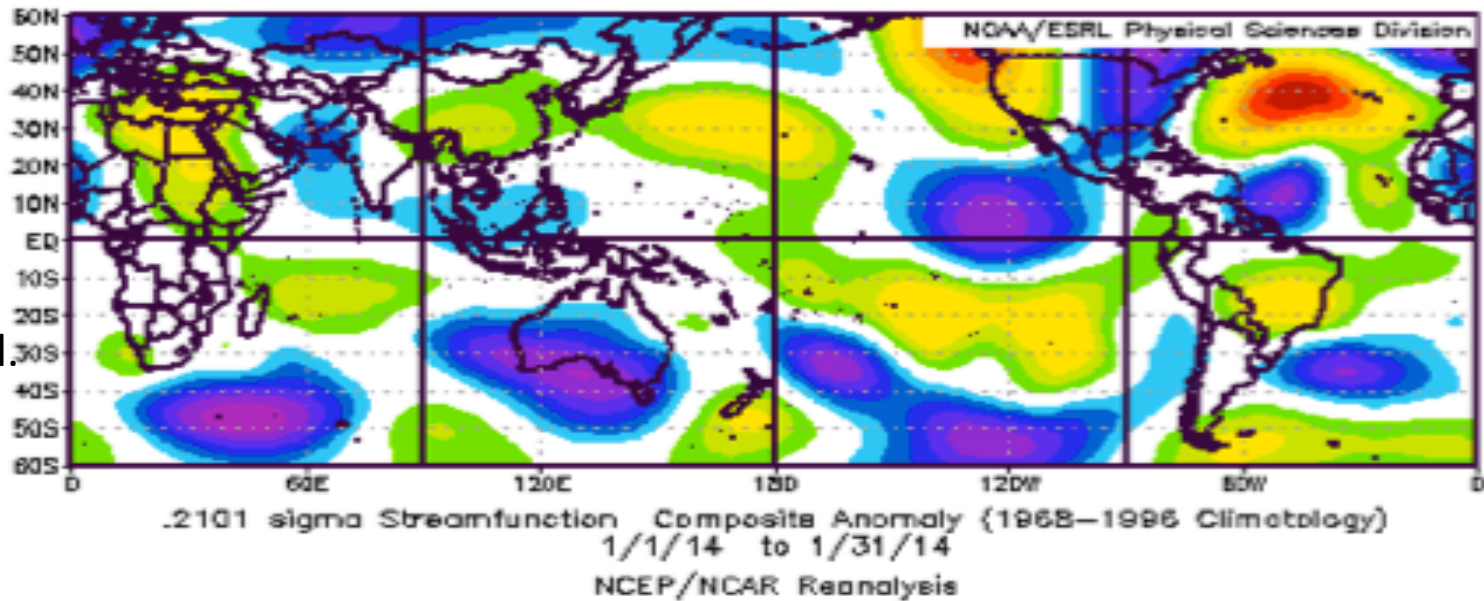 NOAA/ESRL Physical Sciences Division
60N
50N
40N
30N
20N
10N
EQ
10S
20S
30S
40S
50S
60S
0 60E 120E 180 120W 60W 0
.2101 sigma Streamfunction Composite Anomaly (1968-1996 Climatology)
1/1/14 to 1/31/14
NCEP/NCAR Reanalysis